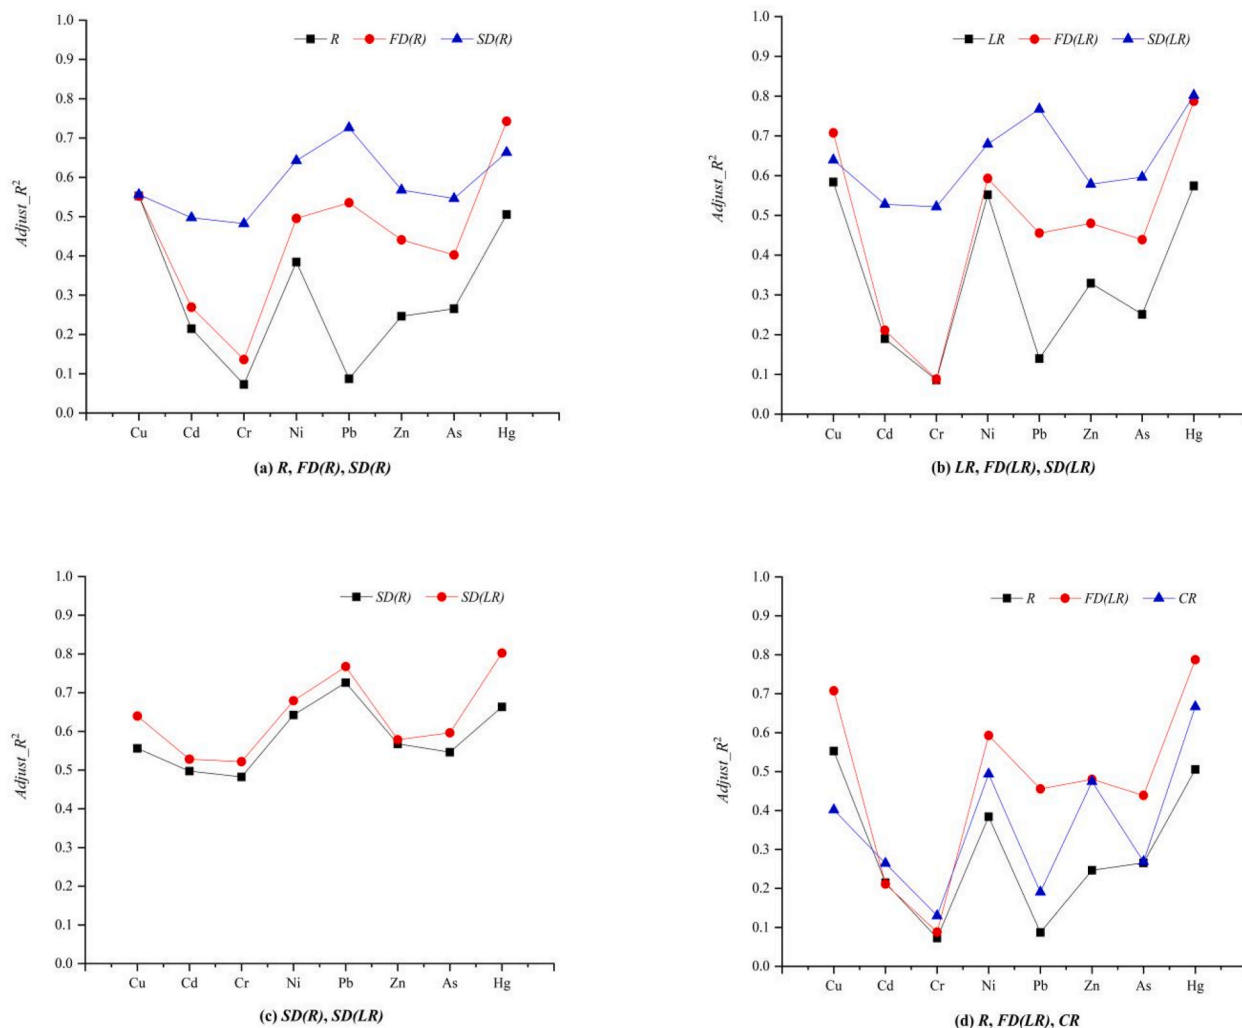 R FD(R) SD(R)
1.0
0.9
0.8
0.7
0.6
0.5
0.4
0.3
0.2
0.1
0.0
Adjust_R²
Cu Cd Cr Ni Pb Zn As Hg
(a) R, FD(R), SD(R)
LR FD(LR) SD(LR)
1.0
0.9
0.8
0.7
0.6
0.5
0.4
0.3
0.2
0.1
0.0
Adjust_R²
Cu Cd Cr Ni Pb Zn As Hg
(b) LR, FD(LR), SD(LR)
SD(R) SD(LR)
1.0
0.9
0.8
0.7
0.6
0.5
0.4
0.3
0.2
0.1
0.0
Adjust_R²
Cu Cd Cr Ni Pb Zn As Hg
(c) SD(R), SD(LR)
R FD(LR) CR
1.0
0.9
0.8
0.7
0.6
0.5
0.4
0.3
0.2
0.1
0.0
Adjust_R²
Cu Cd Cr Ni Pb Zn As Hg
(d) R, FD(LR), CR